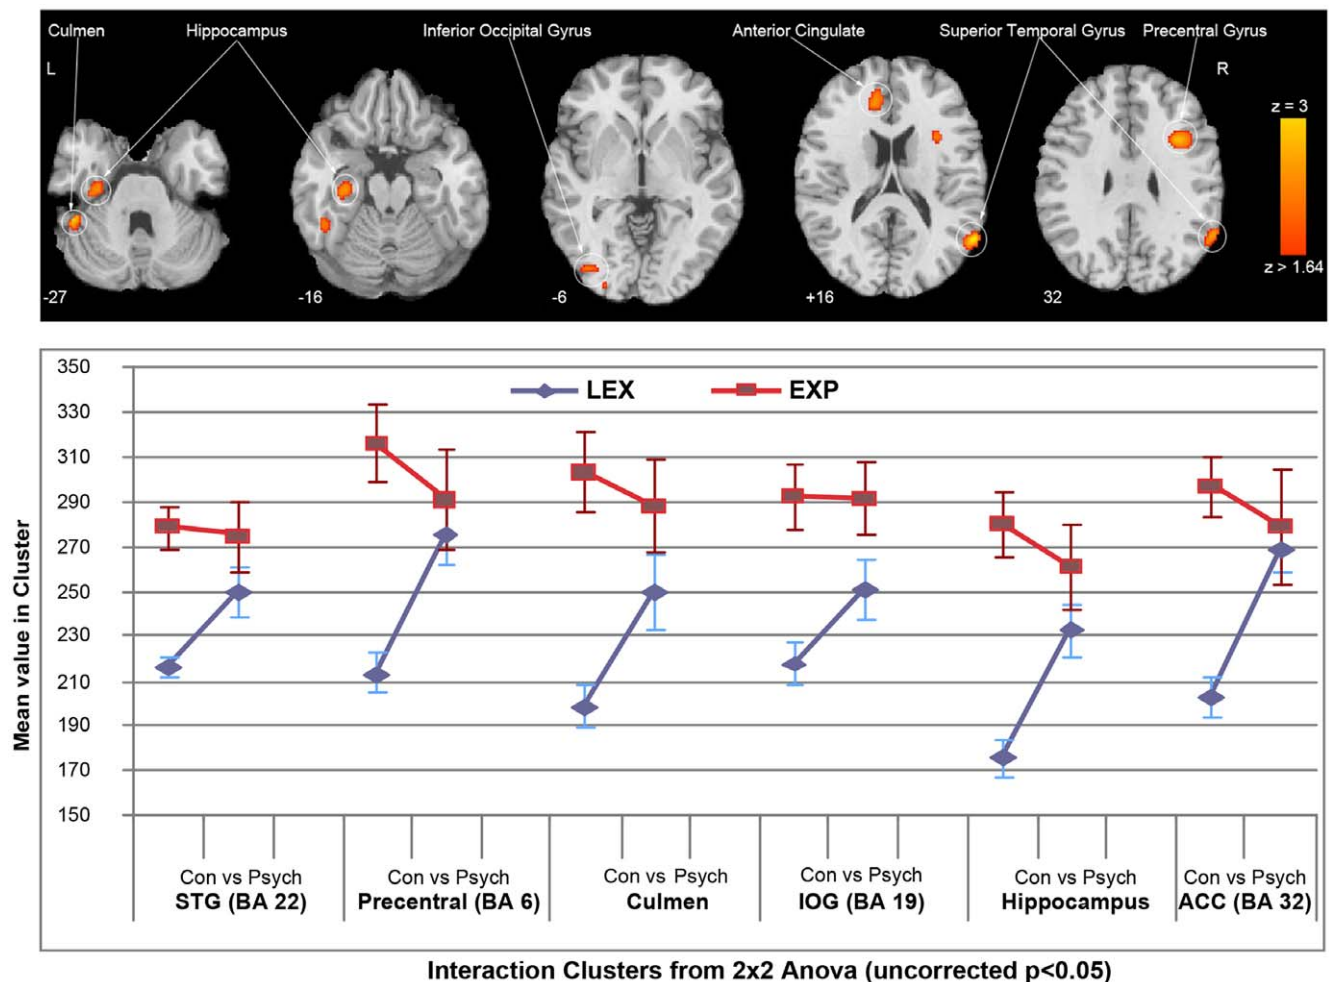 Culmen Hippocampus Inferior Occipital Gyrus Anterior Cingulate Superior Temporal Gyrus Precentral Gyrus
L R
z = 3
z > 1.64
-27 -16 -6 +16 32
350
330
310
290
270
250
230
210
190
170
150
LEX EXP
Mean value in Cluster
Con vs Psych Con vs Psych Con vs Psych Con vs Psych Con vs Psych Con vs Psych
STG (BA 22) Precentral (BA 6) Culmen IOG (BA 19) Hippocampus ACC (BA 32)
Interaction Clusters from 2x2 Anova (uncorrected p<0.05)